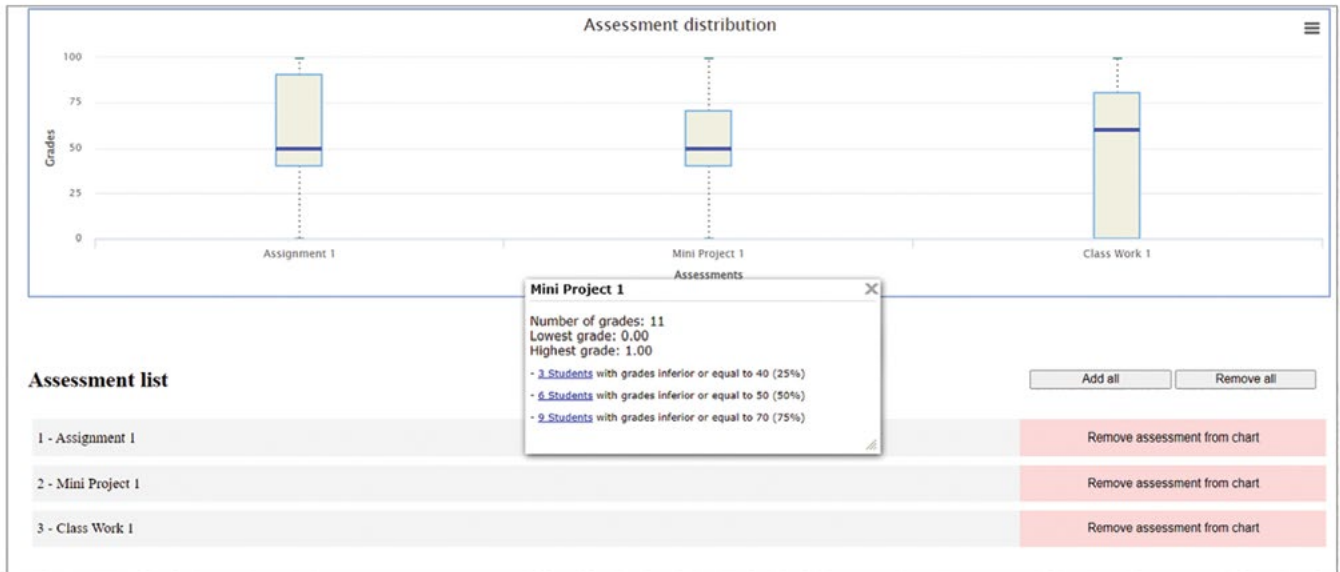 Assessment distribution
100
75
50
25
0
Grades
Assignment 1
Mini Project 1
Class Work 1
Assessments
Mini Project 1
Number of grades: 11
Lowest grade: 0.00
Highest grade: 1.00
- 3 Students with grades inferior or equal to 40 (25%)
- 6 Students with grades inferior or equal to 50 (50%)
- 9 Students with grades inferior or equal to 70 (75%)
Assessment list
Add all
Remove all
1 - Assignment 1
Remove assessment from chart
2 - Mini Project 1
Remove assessment from chart
3 - Class Work 1
Remove assessment from chart